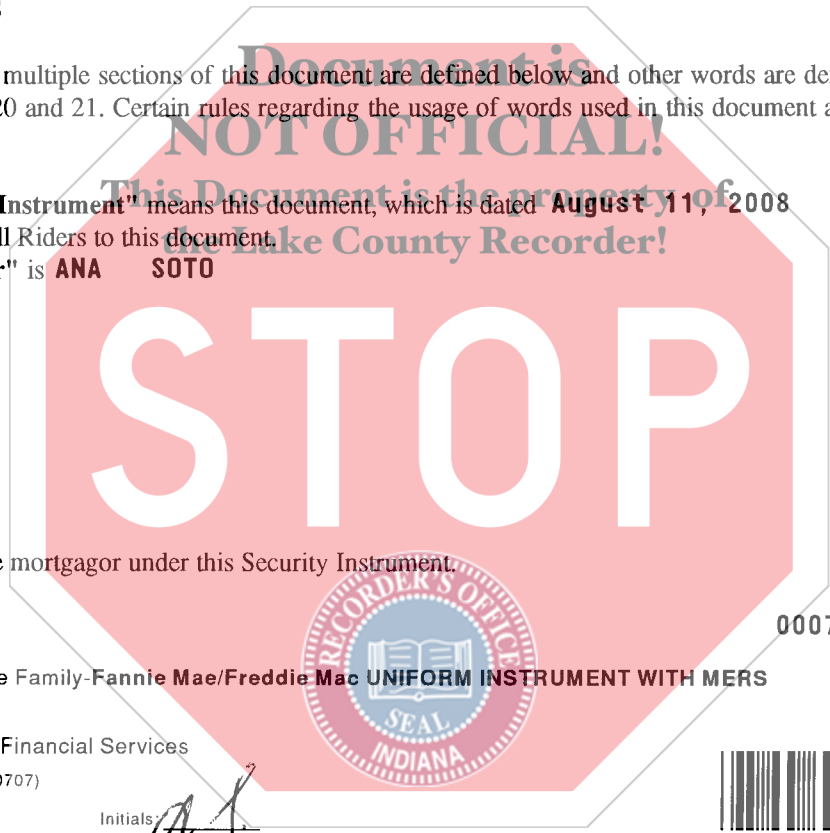 Document is
multiple sections of this document are defined below and other words are de
20 and 21. Certain rules regarding the usage of words used in this document a
NOT OFFICIAL!
This Document is the property of
Instrument" means this document, which is dated August 11, 2008
ll Riders to this document.
the Lake County Recorder!
r" is ANA SOTO
STOP
e mortgagor under this Security Instrument.
RECORDER'S OFFICE
SEAL
INDIANA
0007
e Family-Fannie Mae/Freddie Mac UNIFORM INSTRUMENT WITH MERS
Financial Services
0707)
Initials: